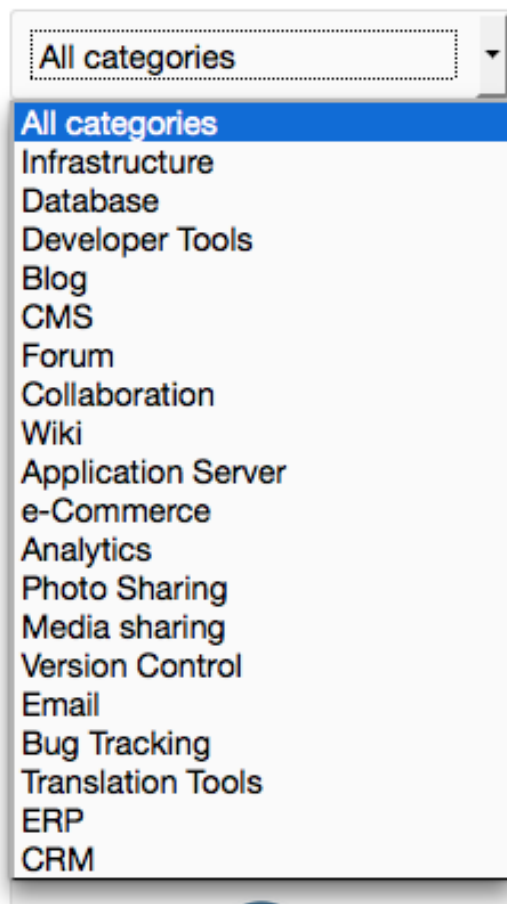 All categories
All categories
Infrastructure
Database
Developer Tools
Blog
CMS
Forum
Collaboration
Wiki
Application Server
e-Commerce
Analytics
Photo Sharing
Media sharing
Version Control
Email
Bug Tracking
Translation Tools
ERP
CRM